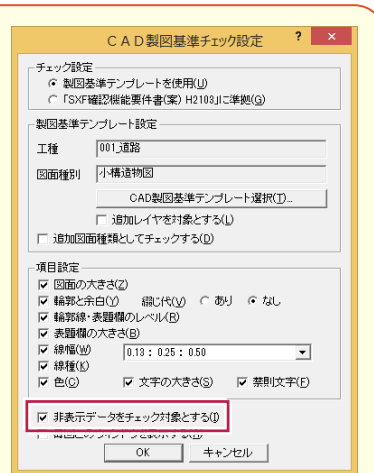 CAD製図基準チェック設定 ?
チェック設定
製図基準テンプレートを使用(U)
「SXF確認機能要件書(案) H2103」に準拠(G)
製図基準テンプレート設定
工種 001_道路
図面種別 小構造物図
CAD製図基準テンプレート選択(T)...
追加レイヤを対象とする(L)
追加図面種類としてチェックする(D)
項目設定
図面の大きさ(Z)
輪郭と余白(Y) 綴じ代(V) あり なし
輪郭線・表題欄のレベル(R)
表題欄の大きさ(B)
線幅(W) 0.13 : 0.25 : 0.50
線種(K)
色(C) 文字の大きさ(S) 禁則文字(F)
非表示データをチェック対象とする(I)
OK キャンセル